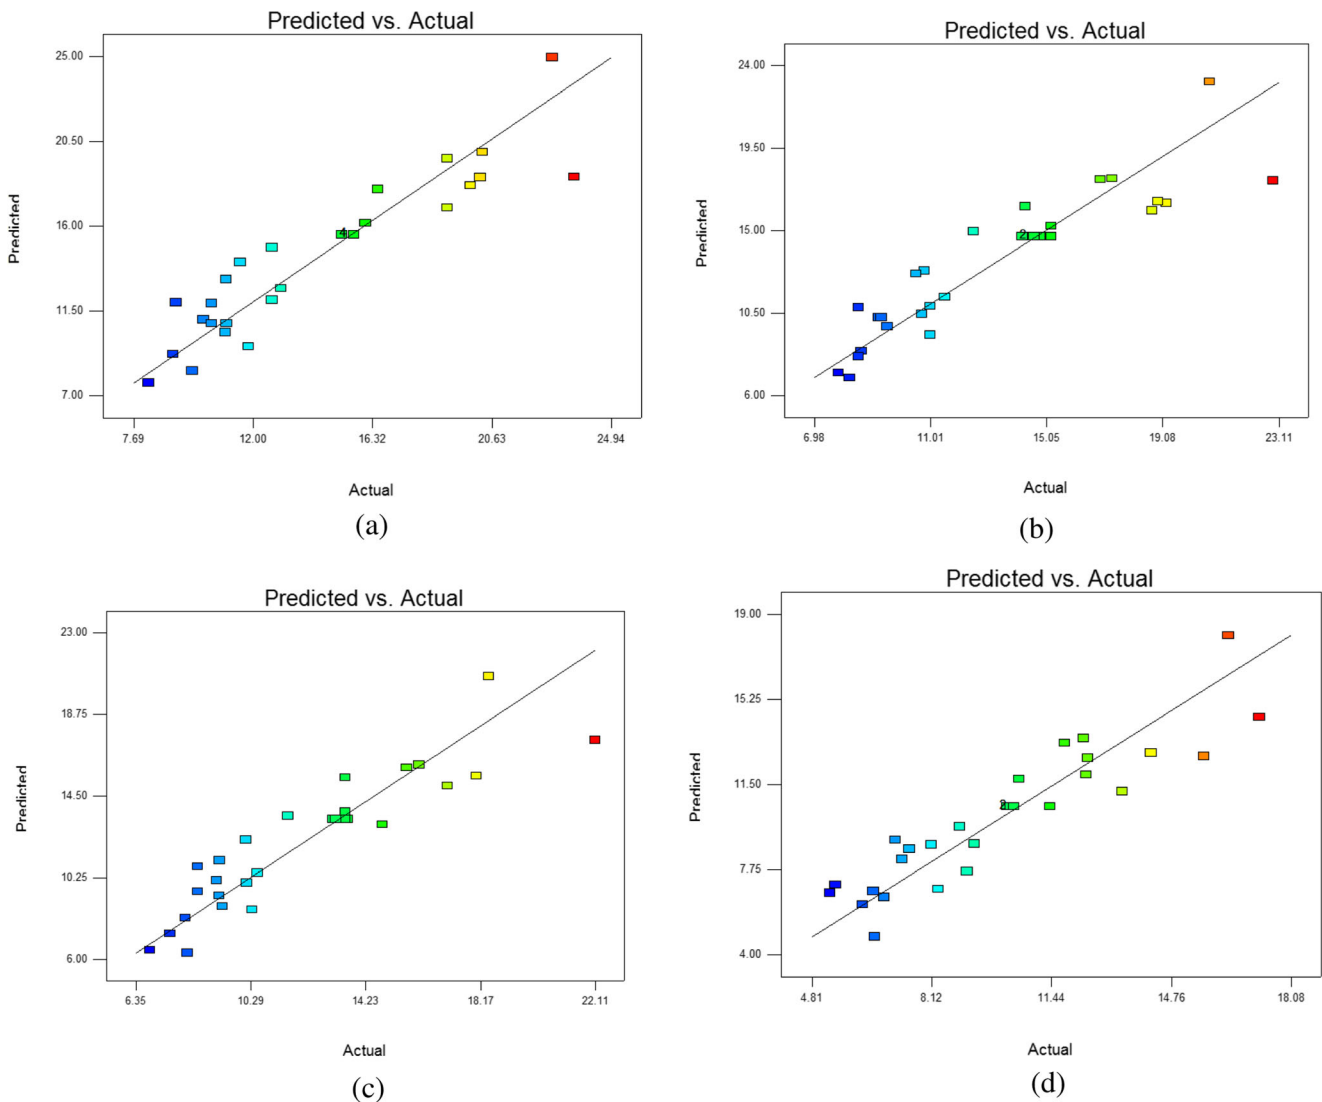 Predicted vs. Actual
25.00
20.50
16.00
11.50
7.00
Predicted
4
7.69 12.00 16.32 20.63 24.94
Actual
(a)
Predicted vs. Actual
24.00
19.50
15.00
10.50
6.00
Predicted
2
6.98 11.01 15.05 19.08 23.11
Actual
(b)
Predicted vs. Actual
23.00
18.75
14.50
10.25
6.00
Predicted
6.35 10.29 14.23 18.17 22.11
Actual
(c)
Predicted vs. Actual
19.00
15.25
11.50
7.75
4.00
Predicted
2
4.81 8.12 11.44 14.76 18.08
Actual
(d)